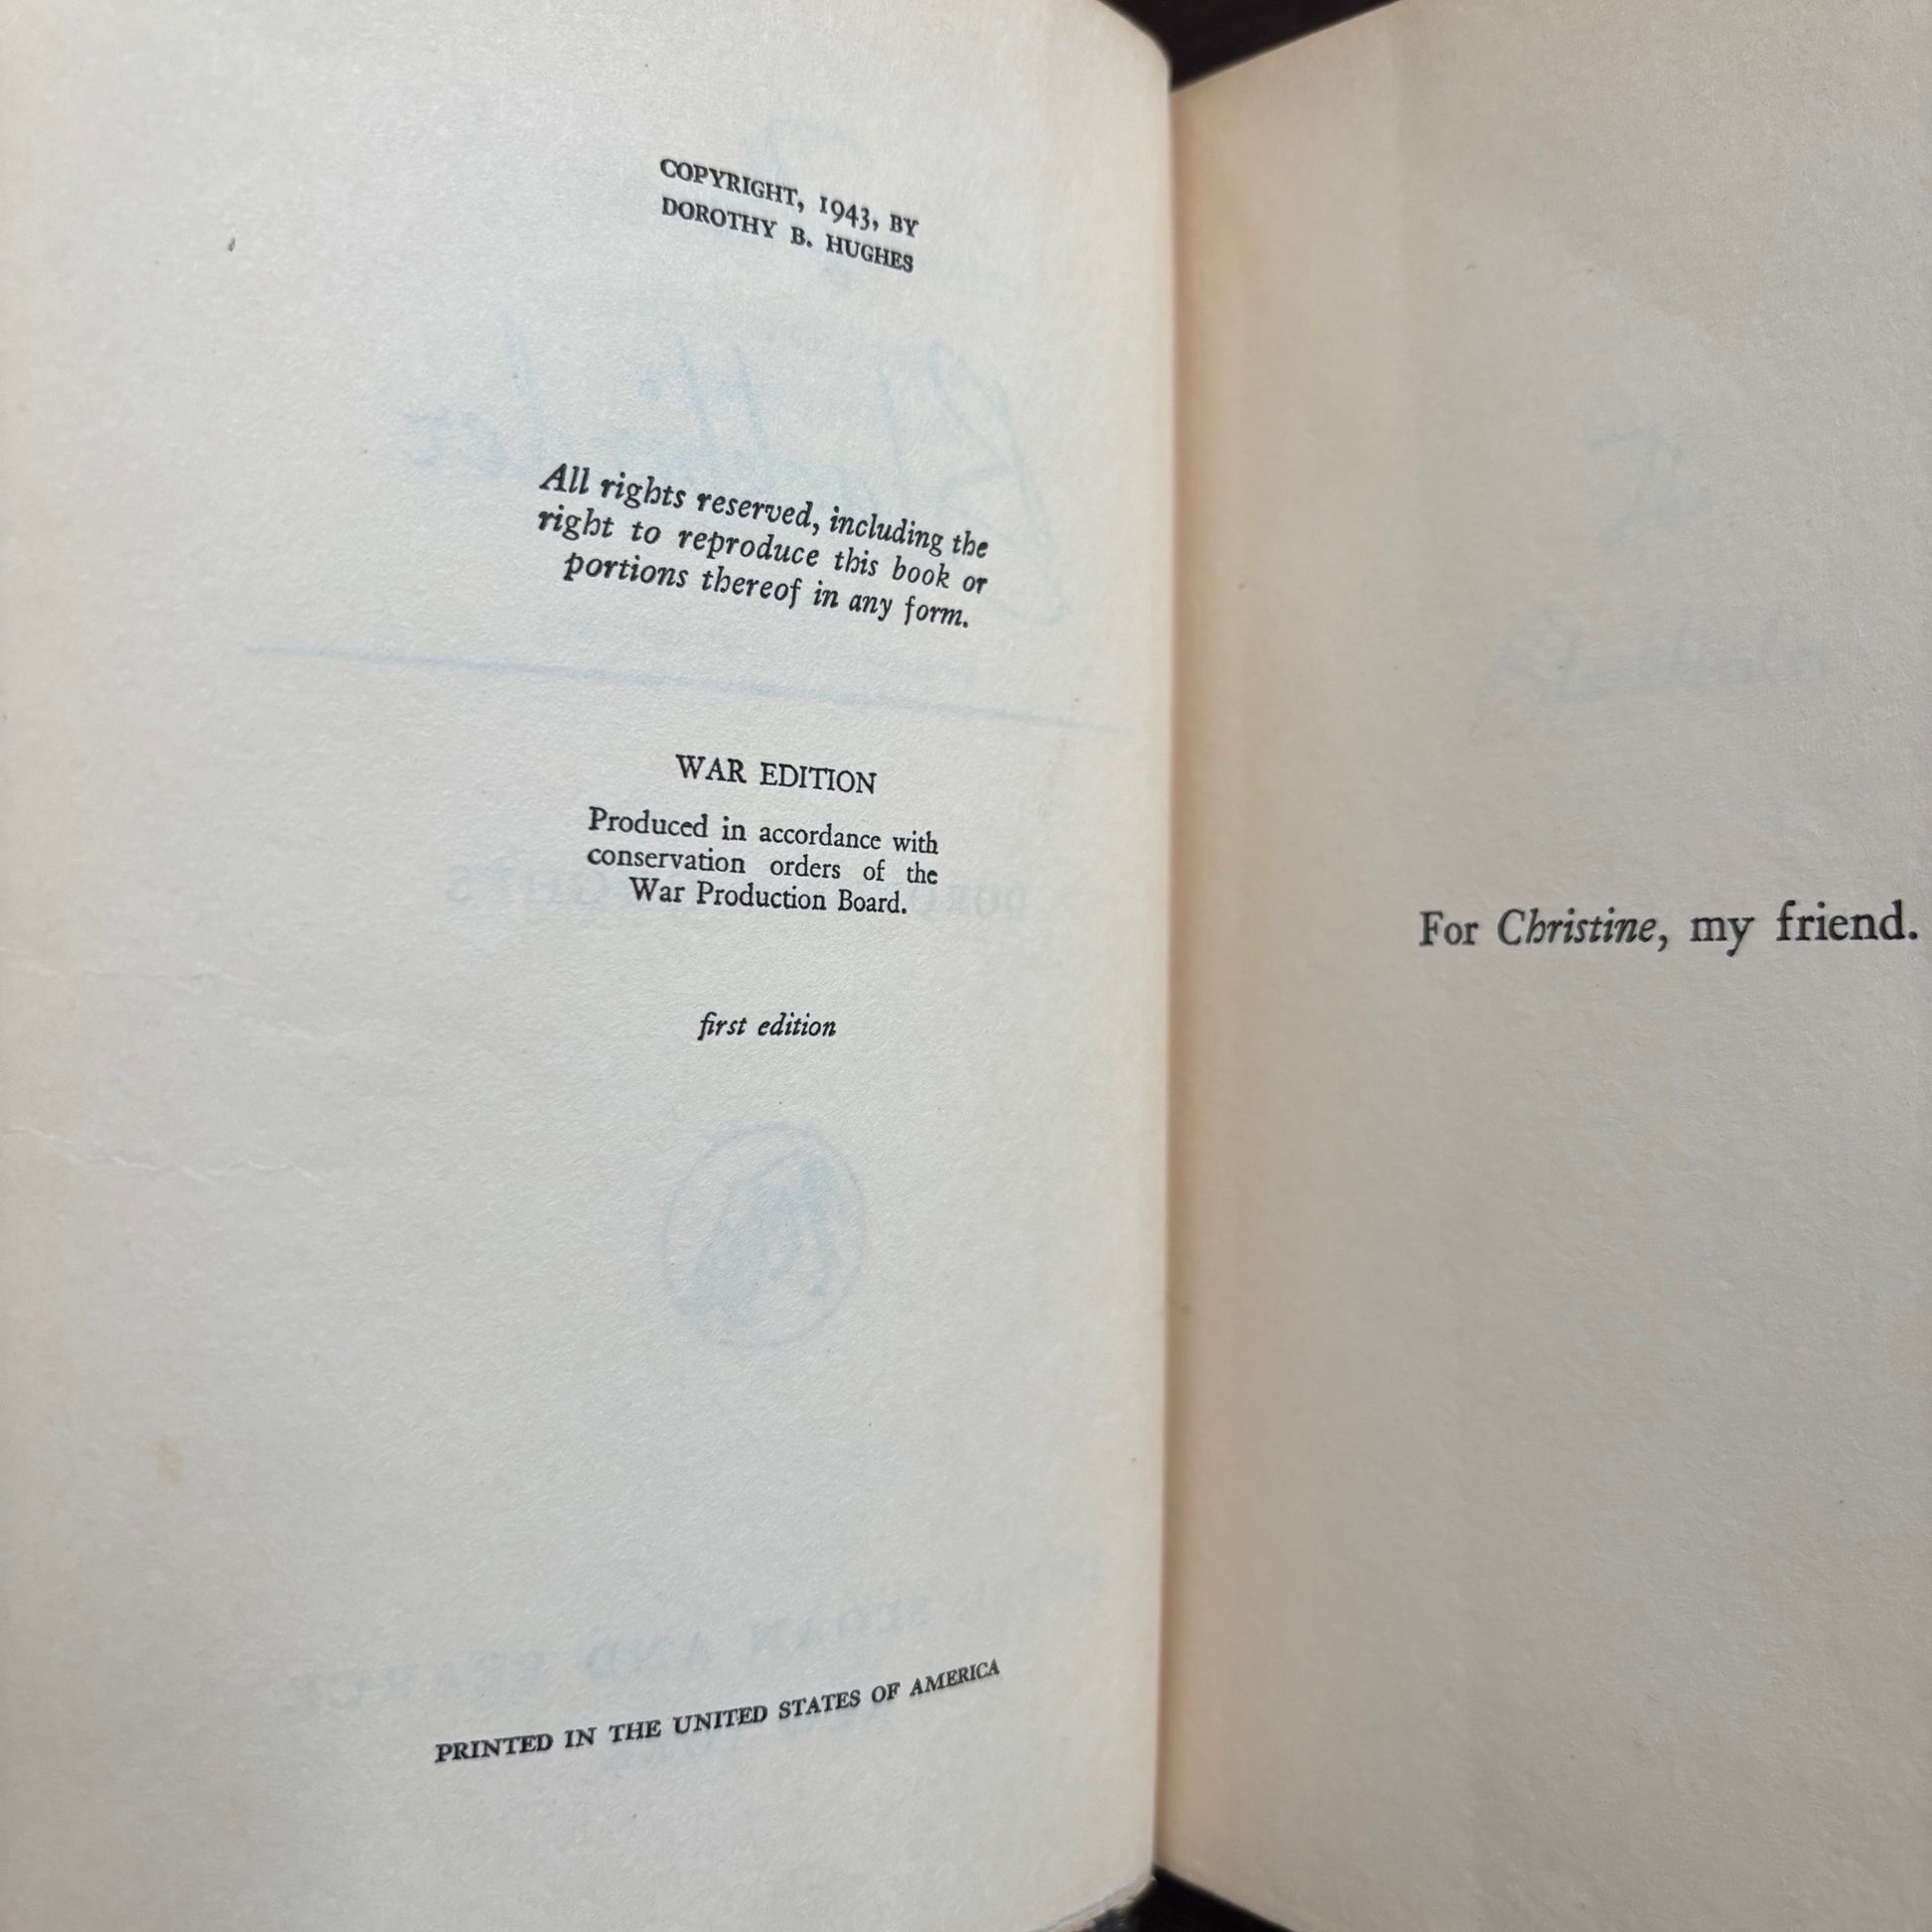 COPYRIGHT, 1943, BY
DOROTHY B. HUGHES
All rights reserved, including the
right to reproduce this book or
portions thereof in any form.
WAR EDITION
Produced in accordance with
conservation orders of the
War Production Board.
first edition
PRINTED IN THE UNITED STATES OF AMERICA
For Christine, my friend.